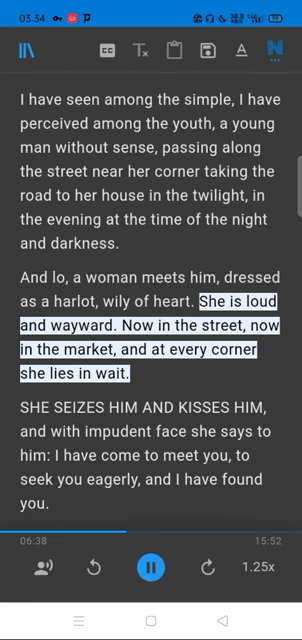 03.34
CC
I have seen among the simple, I have
perceived among the youth, a young
man without sense, passing along
the street near her corner taking the
road to her house in the twilight, in
the evening at the time of the night
and darkness.
And lo, a woman meets him, dressed
as a harlot, wily of heart. She is loud
and wayward. Now in the street, now
in the market, and at every corner
she lies in wait.
SHE SEIZES HIM AND KISSES HIM,
and with impudent face she says to
him: I have come to meet you, to
seek you eagerly, and I have found
you.
06:38 15:52
1.25x